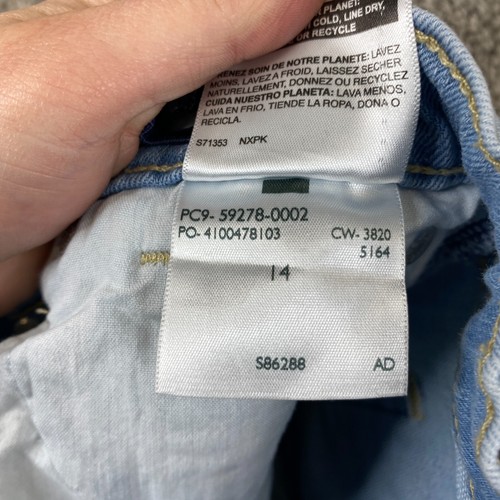 PLANET:
COLD, LINE DRY,
OR RECYCLE
PRENEZ SOIN DE NOTRE PLANETE: LAVEZ
MOINS, LAVEZ A FROID, LAISSEZ SECHER
NATURELLEMENT, DONNEZ OU RECYCLEZ
CUIDA NUESTRO PLANETA: LAVA MENOS,
LAVA EN FRIO, TIENDE LA ROPA, DONA O
RECICLA.
S71353 NXPK
PC9- 59278-0002
PO- 4100478103 CW- 3820
5164
14
S86288 AD